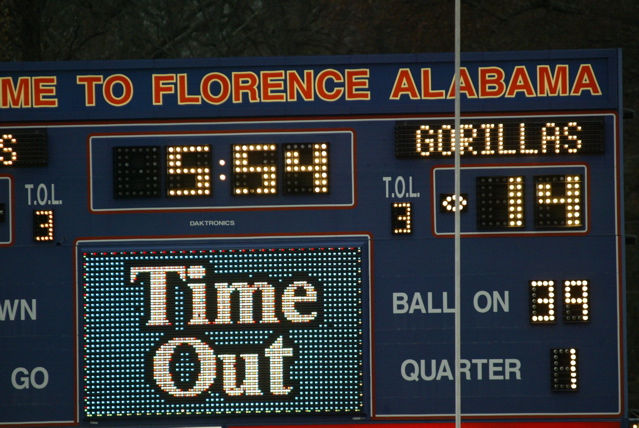 ME TO FLORENCE ALABAMA
S
GORILLAS
5:54
T.O.L.
3
T.O.L.
3
14
DAKTRONICS
Time
Out
WN
BALL ON 39
GO
QUARTER 1